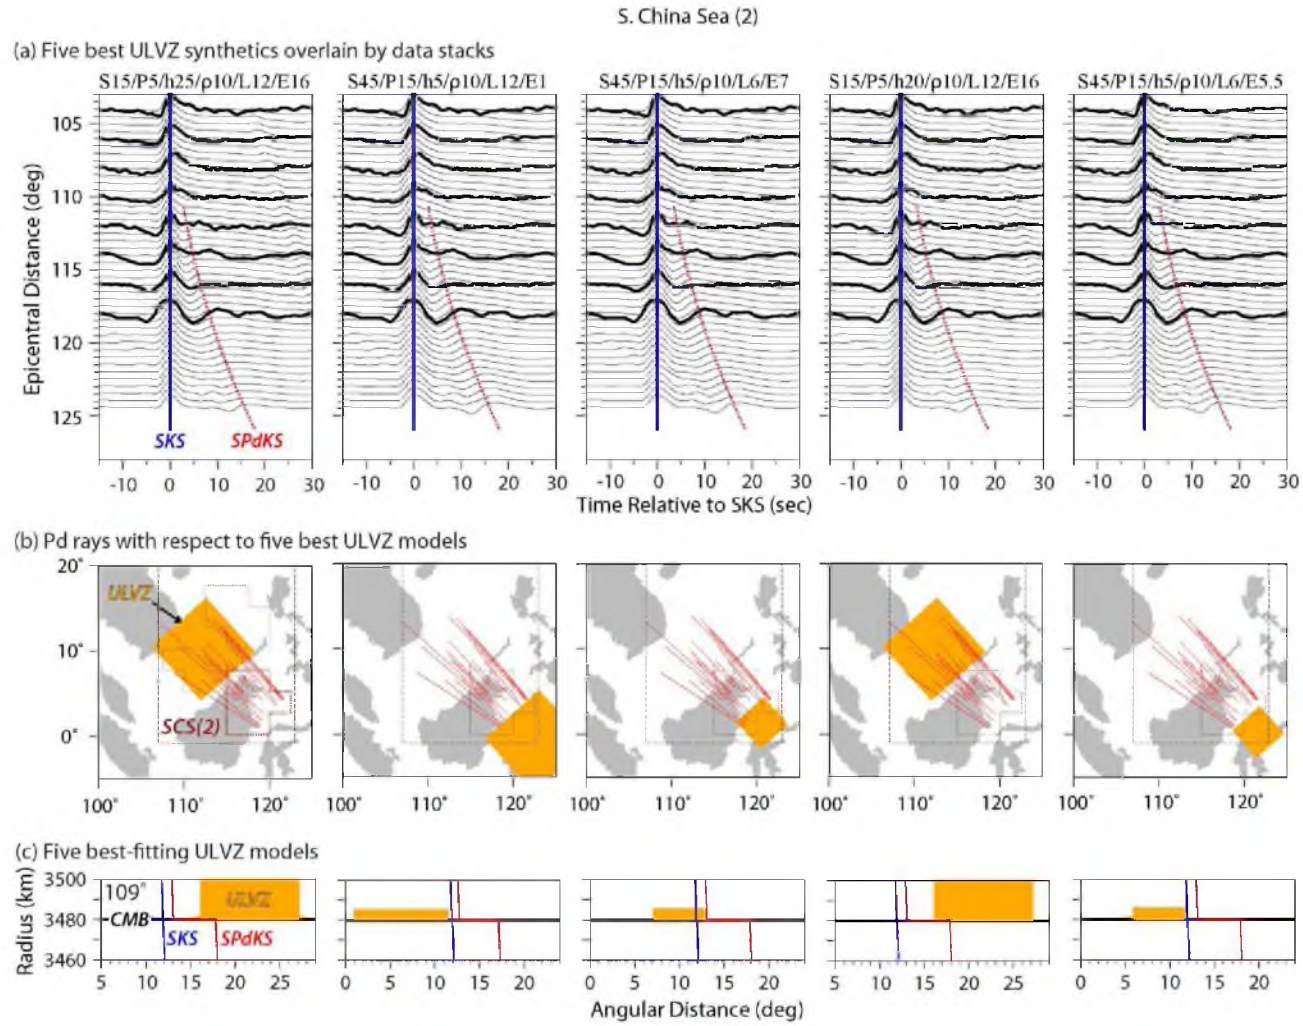 S. China Sea (2)
(a) Five best ULVZ synthetics overlain by data stacks
S15/P5/h25/ρ10/L12/E16 S45/P15/h5/ρ10/L12/E1 S45/P15/h5/ρ10/L6/E7 S15/P5/h20/ρ10/L12/E16 S45/P15/h5/ρ10/L6/E5.5
Epicentral Distance (deg)
105
110
115
120
125
SKS SPdKS
-10 0 10 20 30 -10 0 10 20 30 -10 0 10 20 30 -10 0 10 20 30 -10 0 10 20 30
Time Relative to SKS (sec)
(b) Pd rays with respect to five best ULVZ models
20°
ULVZ
10°
SCS(2)
0°
100° 110° 120° 110° 120° 100° 110° 120° 100° 110° 120° 100° 110° 120°
(c) Five best-fitting ULVZ models
Radius (km)
3500
109° ULVZ
3480 CMB
SKS SPdKS
3460
5 10 15 20 25 0 5 10 15 20 0 5 10 15 20 5 10 15 20 25 0 5 10 15 20
Angular Distance (deg)